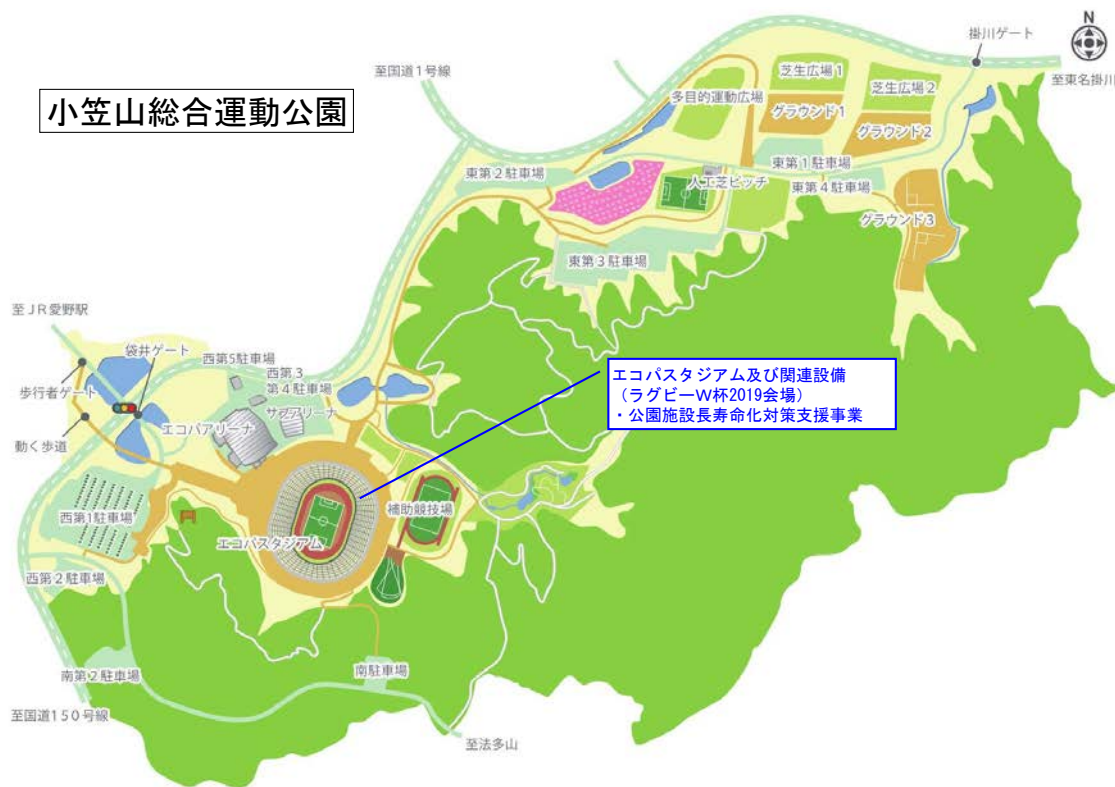 N
掛川ゲート
至国道1号線
芝生広場1
至東名掛川
芝生広場2
多目的運動広場
小笠山総合運動公園
グラウンド1
グラウンド2
東第1駐車場
東第2駐車場
人工芝ピッチ
東第4駐車場
グラウンド3
東第3駐車場
至JR愛野駅
袋井ゲート
西第5駐車場
西第3
第4駐車場
歩行者ゲート
サブアリーナ
エコパアリーナ
動く歩道
エコパスタジアム及び関連設備
（ラグビーW杯2019会場）
・公園施設長寿命化対策支援事業
西第1駐車場
補助競技場
エコパスタジアム
西第2駐車場
南第2駐車場
南駐車場
至国道150号線
至法多山